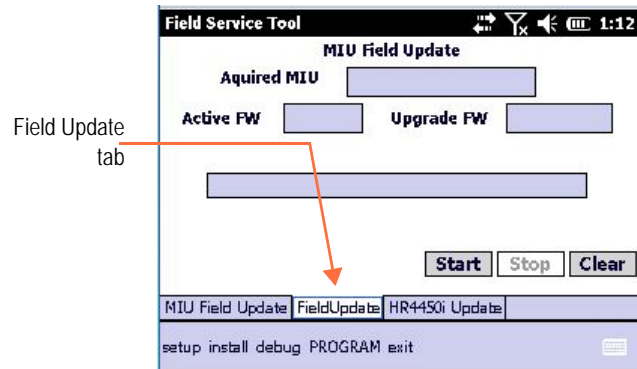 Field Service Tool 1:12
MIU Field Update
Aquired MIU
Active FW Upgrade FW
Field Update
tab
Start Stop Clear
MIU Field Update FieldUpdate HR4450i Update
setup install debug PROGRAM exit